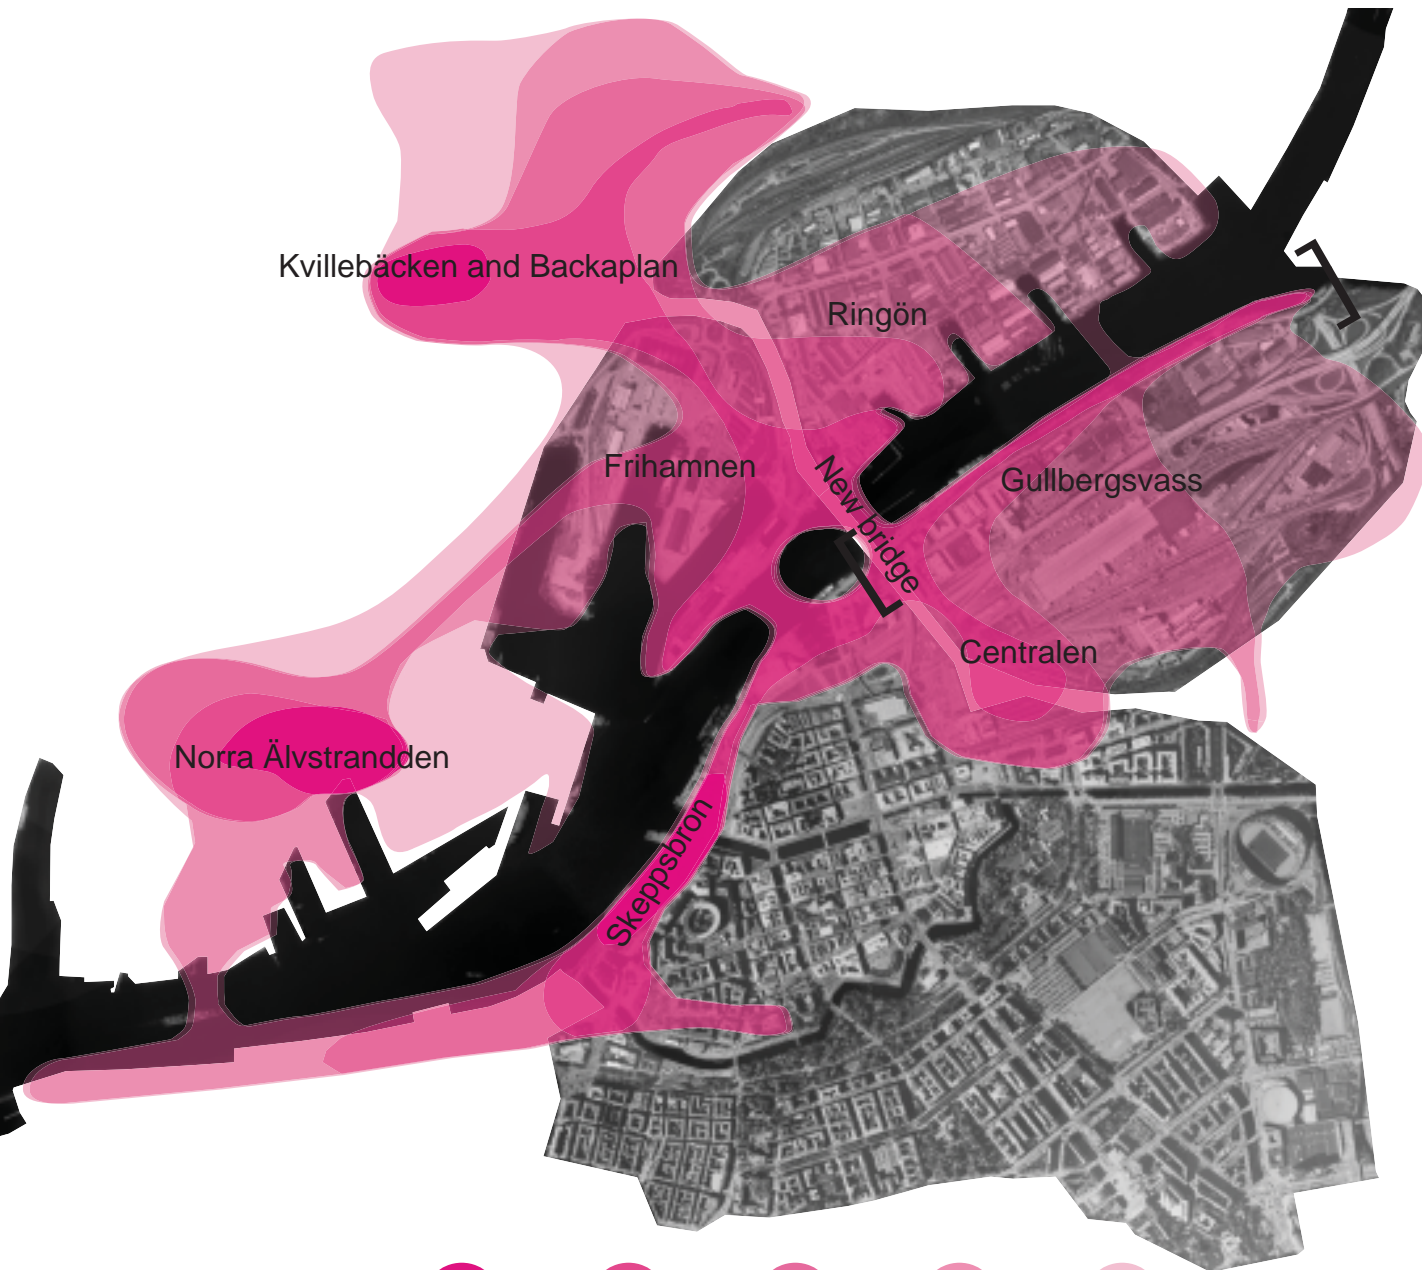 Kvillebäcken and Backaplan
Ringön
Frihamnen
New bridge
Gullbergsvass
Centralen
Norra Älvstrandden
Skeppsbron